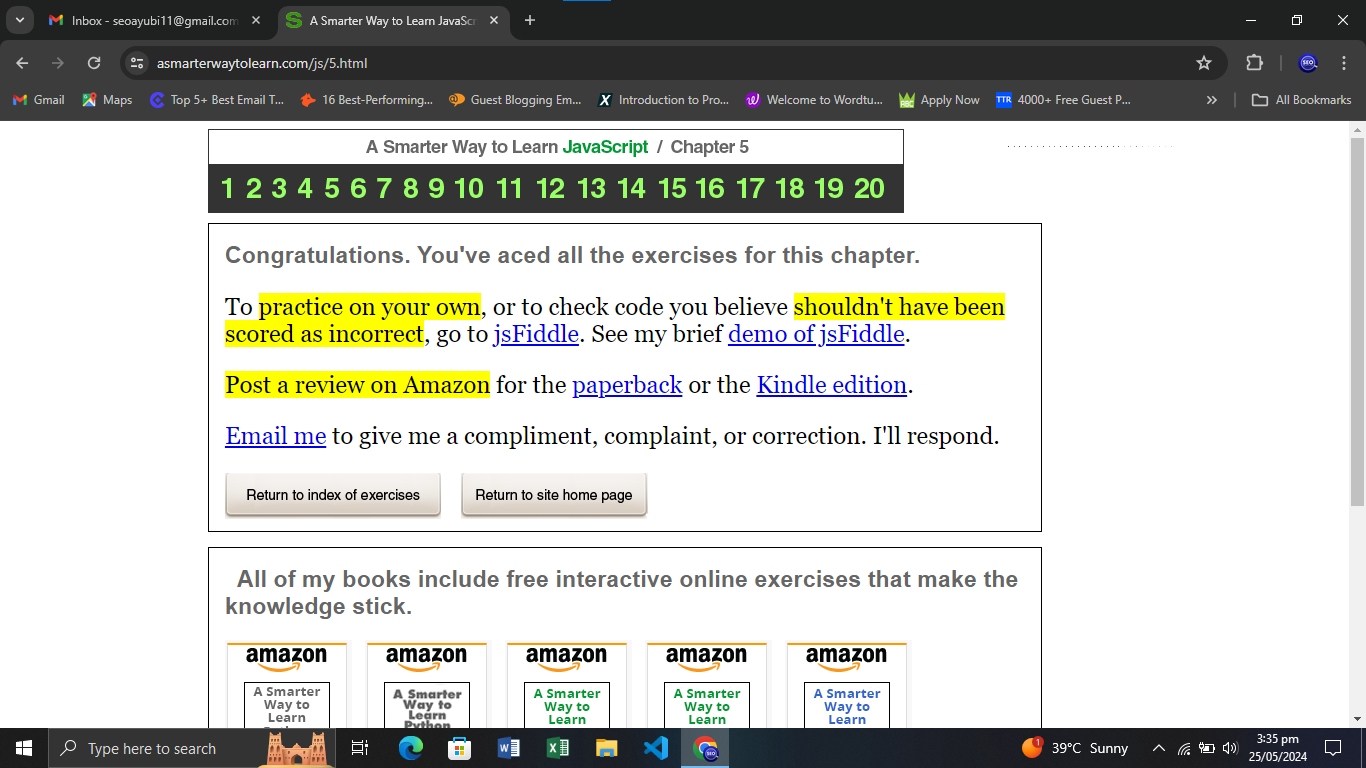 Inbox - seoayubi11@gmail.com
A Smarter Way to Learn JavaScr
asmarterwaytolearn.com/js/5.html
Gmail
Maps
Top 5+ Best Email T...
16 Best-Performing...
Guest Blogging Em...
Introduction to Pro...
Welcome to Wordtu...
Apply Now
TTR
4000+ Free Guest P...
All Bookmarks
A Smarter Way to Learn JavaScript / Chapter 5
1 2 3 4 5 6 7 8 9 10 11 12 13 14 15 16 17 18 19 20
Congratulations. You've aced all the exercises for this chapter.
To practice on your own, or to check code you believe shouldn't have been
scored as incorrect, go to jsFiddle. See my brief demo of jsFiddle.
Post a review on Amazon for the paperback or the Kindle edition.
Email me to give me a compliment, complaint, or correction. I'll respond.
Return to index of exercises
Return to site home page
All of my books include free interactive online exercises that make the
knowledge stick.
amazon
amazon
amazon
amazon
amazon
A Smarter
Way to
Learn
A Smarter
Way to
Learn
Python
A Smarter
Way to
Learn
A Smarter
Way to
Learn
A Smarter
Way to
Learn
Type here to search
1
39°C Sunny
3:35 pm
25/05/2024